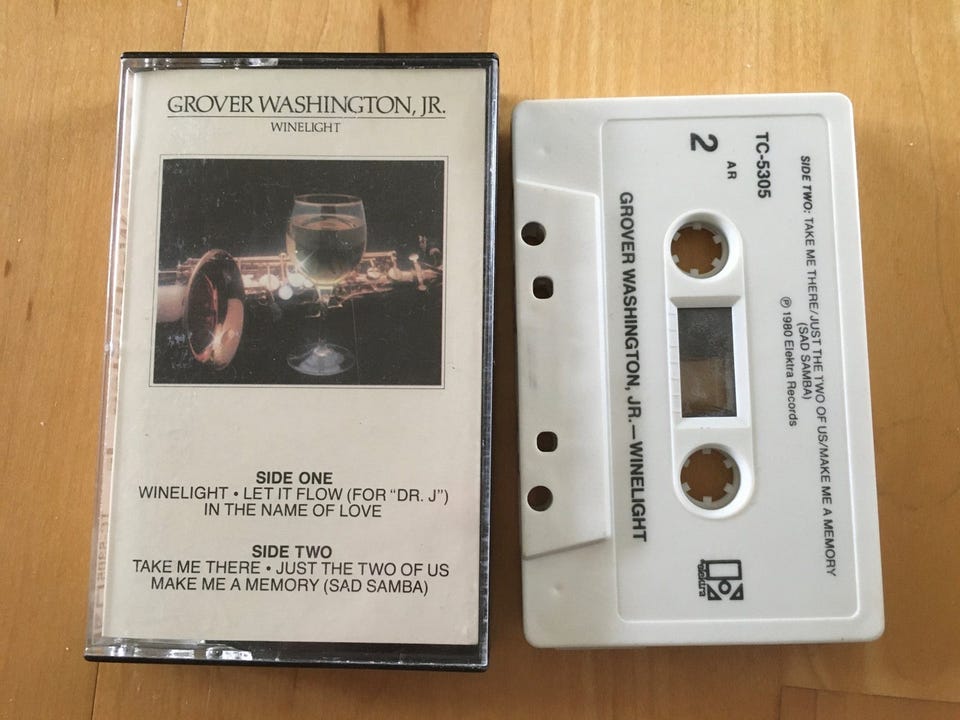 GROVER WASHINGTON, JR.
WINELIGHT
SIDE ONE
WINELIGHT • LET IT FLOW (FOR “DR. J”)
IN THE NAME OF LOVE
SIDE TWO
TAKE ME THERE • JUST THE TWO OF US
MAKE ME A MEMORY (SAD SAMBA)
SIDE TWO: TAKE ME THERE/JUST THE TWO OF US/MAKE ME A MEMORY
(SAD SAMBA)
℗ 1980 Elektra Records
TC-5305
AR
2
GROVER WASHINGTON, JR.—WINELIGHT
elektra